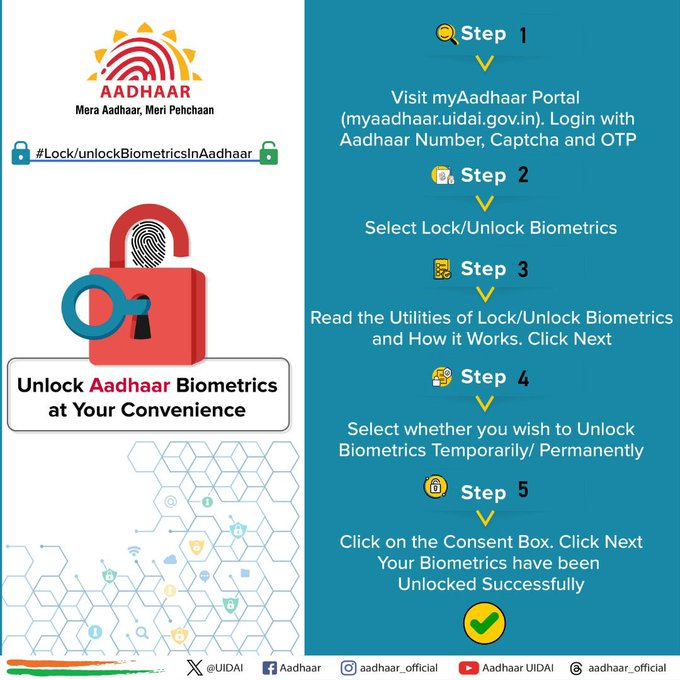 AADHAAR
Mera Aadhaar, Meri Pehchaan
#Lock/unlockBiometricsInAadhaar
Unlock Aadhaar Biometrics
at Your Convenience
Step 1
Visit myAadhaar Portal
(myaadhaar.uidai.gov.in). Login with
Aadhaar Number, Captcha and OTP
Step 2
Select Lock/Unlock Biometrics
Step 3
Read the Utilities of Lock/Unlock Biometrics
and How it Works. Click Next
Step 4
Select whether you wish to Unlock
Biometrics Temporarily/ Permanently
Step 5
Click on the Consent Box. Click Next
Your Biometrics have been
Unlocked Successfully
@UIDAI Aadhaar aadhaar_official Aadhaar UIDAI aadhaar_official